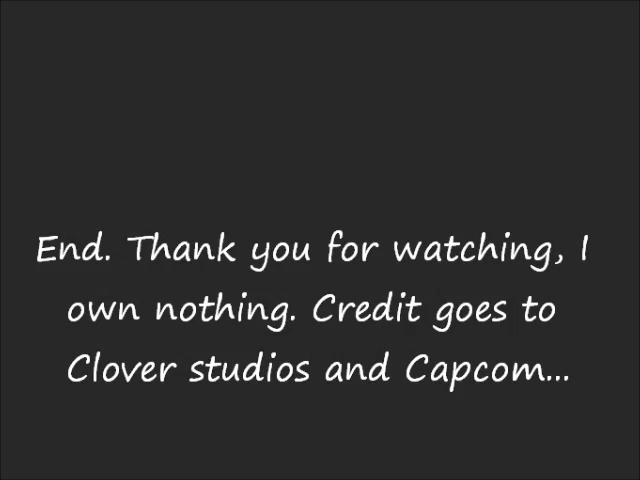 End. Thank you for watching, I
own nothing. Credit goes to
Clover studios and Capcom...